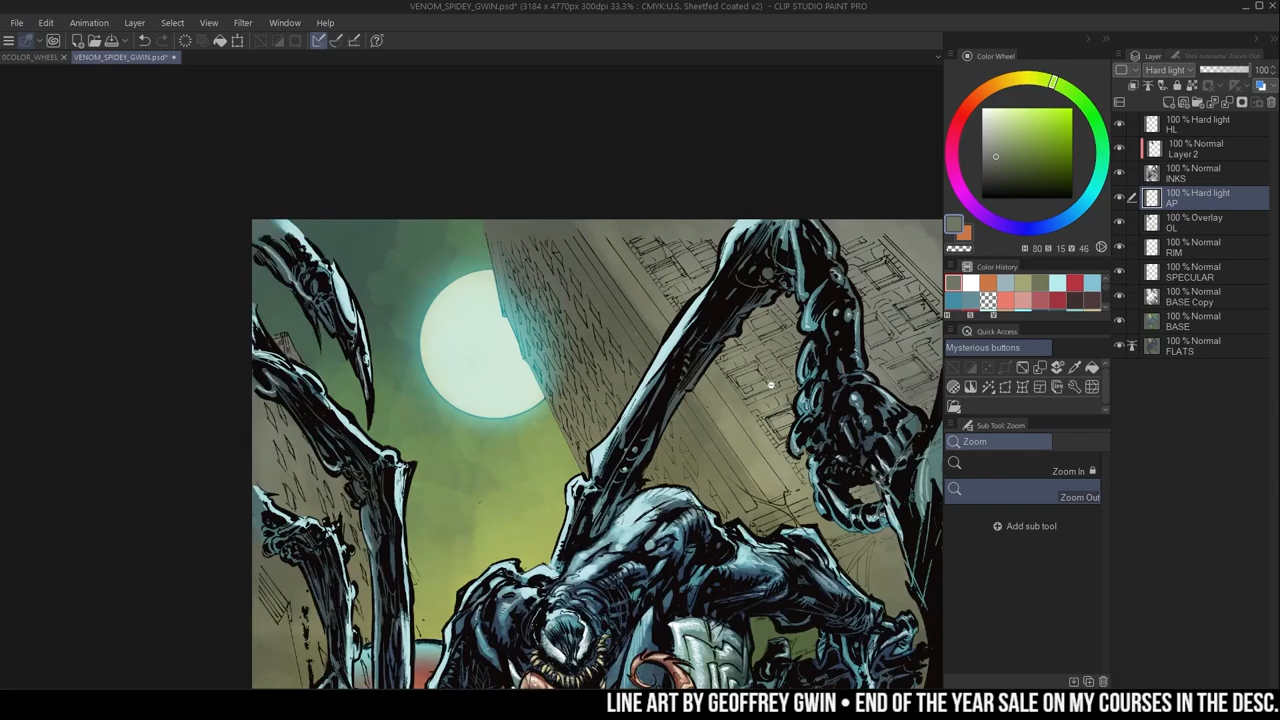 VENOM_SPIDEY_GWIN.psd* (3184 x 4770px 300dpi 33.3% : CMYK:U.S. Sheetfed Coated v2) - CLIP STUDIO PAINT PRO
File Edit Animation Layer Select View Filter Window Help
0COLOR_WHEEL VENOM_SPIDEY_GWIN.psd*
Color Wheel
H 80 S 15 V 46
Color History
H S V
Quick Access
Mysterious buttons
Sub Tool: Zoom
Zoom
Zoom In
Zoom Out
Add sub tool
Layer Tool property: Zoom Out
Hard light 100
100 % Hard light
HL
100 % Normal
Layer 2
100 % Normal
INKS
100 % Hard light
AP
100 % Overlay
OL
100 % Normal
RIM
100 % Normal
SPECULAR
100 % Normal
BASE Copy
100 % Normal
BASE
100 % Normal
FLATS
LINE ART BY GEOFFREY GWIN • END OF THE YEAR SALE ON MY COURSES IN THE DESC.